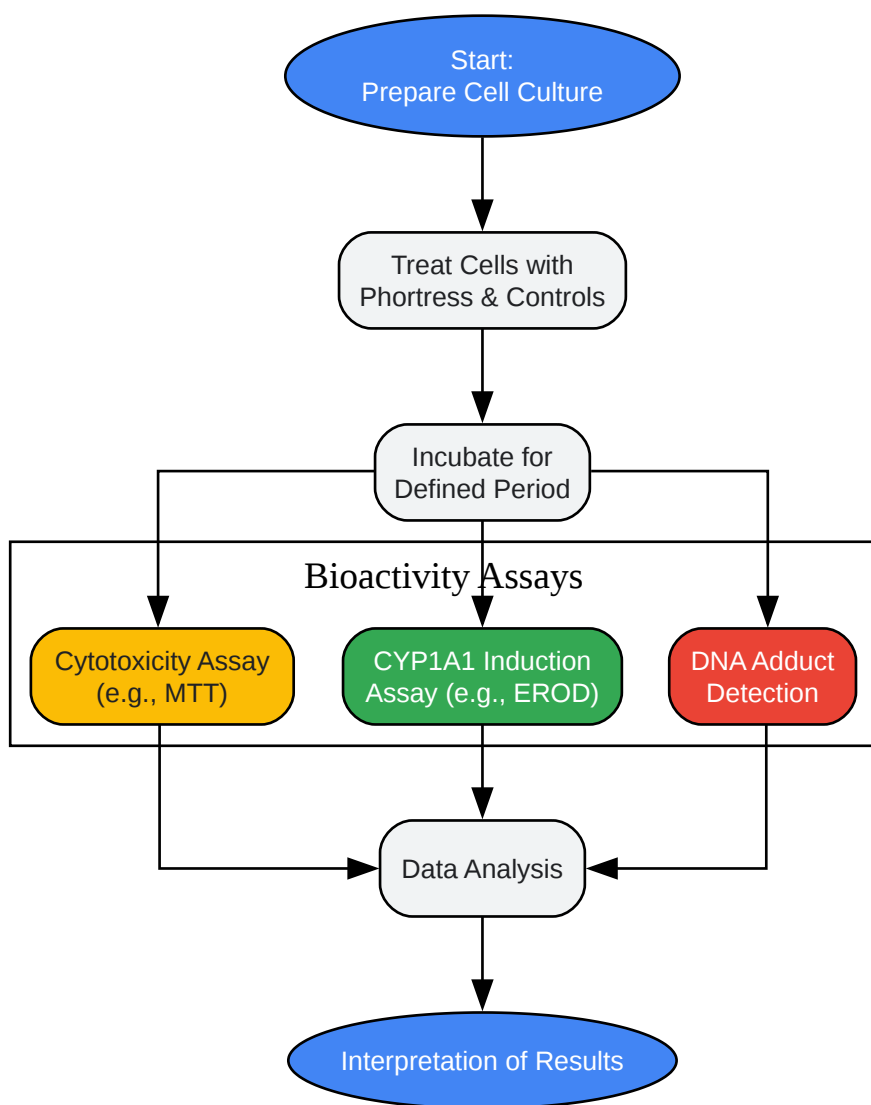 Start:
Prepare Cell Culture
Treat Cells with
Phortress & Controls
Incubate for
Defined Period
Bioactivity Assays
Cytotoxicity Assay
(e.g., MTT)
CYP1A1 Induction
Assay (e.g., EROD)
DNA Adduct
Detection
Data Analysis
Interpretation of Results